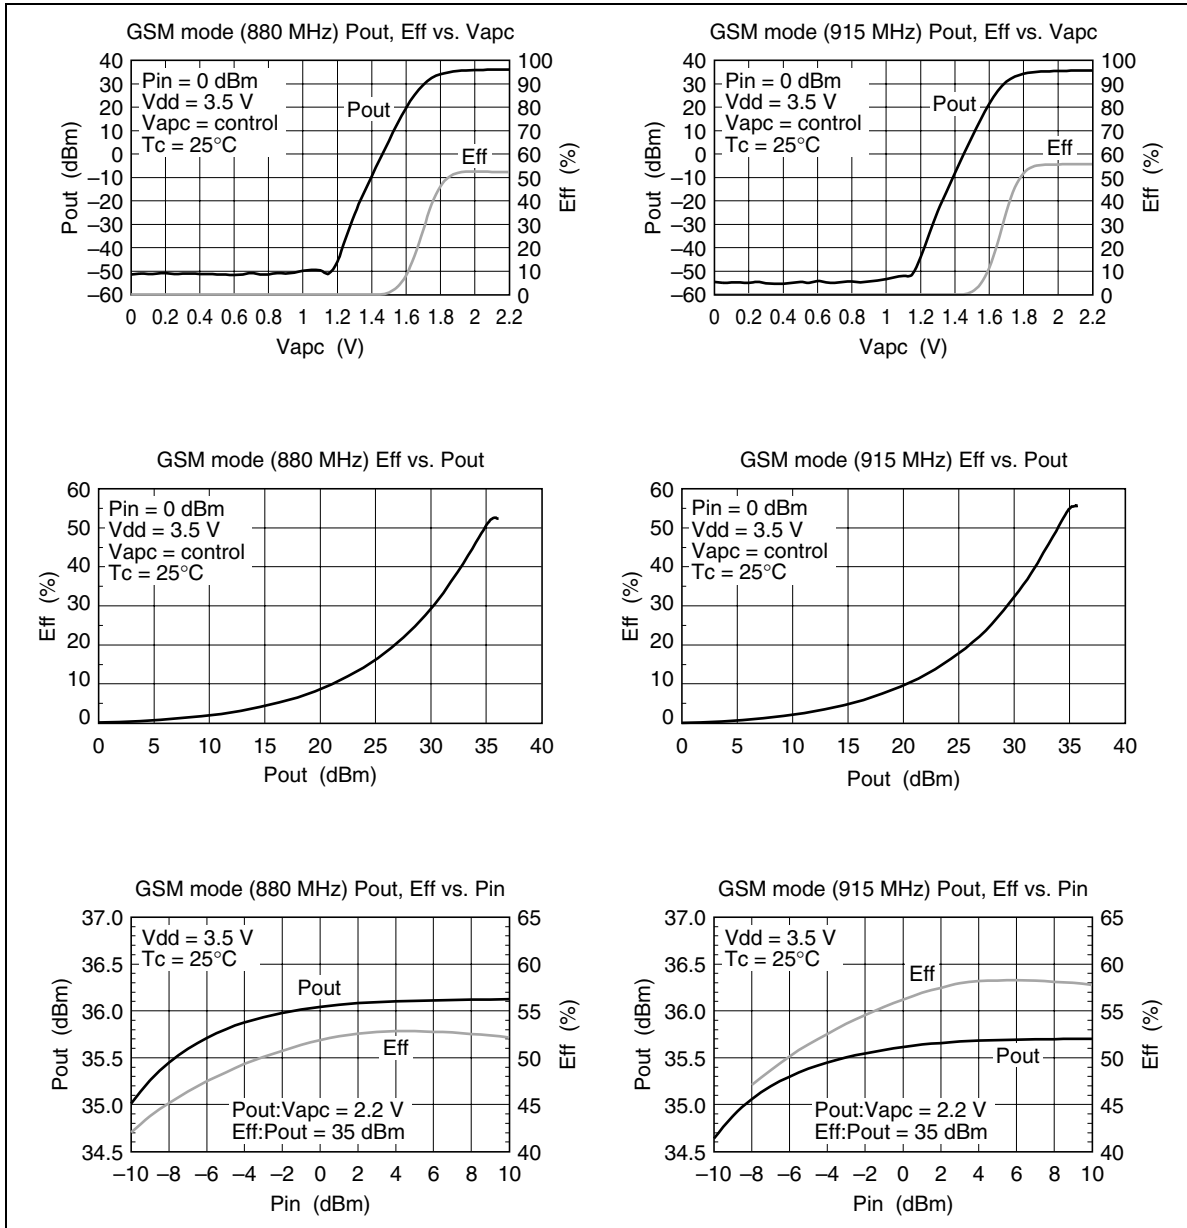 GSM mode (880 MHz) Pout, Eff vs. Vapc
40
30
20
10
0
–10
–20
–30
–40
–50
–60
Pout (dBm)
Pin = 0 dBm
Vdd = 3.5 V
Vapc = control
Tc = 25°C
Pout
Eff
100
90
80
70
60
50
40
30
20
10
0
Eff (%)
0 0.2 0.4 0.6 0.8 1 1.2 1.4 1.6 1.8 2 2.2
Vapc (V)
GSM mode (915 MHz) Pout, Eff vs. Vapc
40
30
20
10
0
–10
–20
–30
–40
–50
–60
Pout (dBm)
Pin = 0 dBm
Vdd = 3.5 V
Vapc = control
Tc = 25°C
Pout
Eff
100
90
80
70
60
50
40
30
20
10
0
Eff (%)
0 0.2 0.4 0.6 0.8 1 1.2 1.4 1.6 1.8 2 2.2
Vapc (V)
GSM mode (880 MHz) Eff vs. Pout
60
50
40
30
20
10
0
Eff (%)
Pin = 0 dBm
Vdd = 3.5 V
Vapc = control
Tc = 25°C
0 5 10 15 20 25 30 35 40
Pout (dBm)
GSM mode (915 MHz) Eff vs. Pout
60
50
40
30
20
10
0
Eff (%)
Pin = 0 dBm
Vdd = 3.5 V
Vapc = control
Tc = 25°C
0 5 10 15 20 25 30 35 40
Pout (dBm)
GSM mode (880 MHz) Pout, Eff vs. Pin
37.0
36.5
36.0
35.5
35.0
34.5
Pout (dBm)
Vdd = 3.5 V
Tc = 25°C
Pout
Eff
Pout:Vapc = 2.2 V
Eff:Pout = 35 dBm
65
60
55
50
45
40
Eff (%)
–10 –8 –6 –4 –2 0 2 4 6 8 10
Pin (dBm)
GSM mode (915 MHz) Pout, Eff vs. Pin
37.0
36.5
36.0
35.5
35.0
34.5
Pout (dBm)
Vdd = 3.5 V
Tc = 25°C
Eff
Pout
Pout:Vapc = 2.2 V
Eff:Pout = 35 dBm
65
60
55
50
45
40
Eff (%)
–10 –8 –6 –4 –2 0 2 4 6 8 10
Pin (dBm)